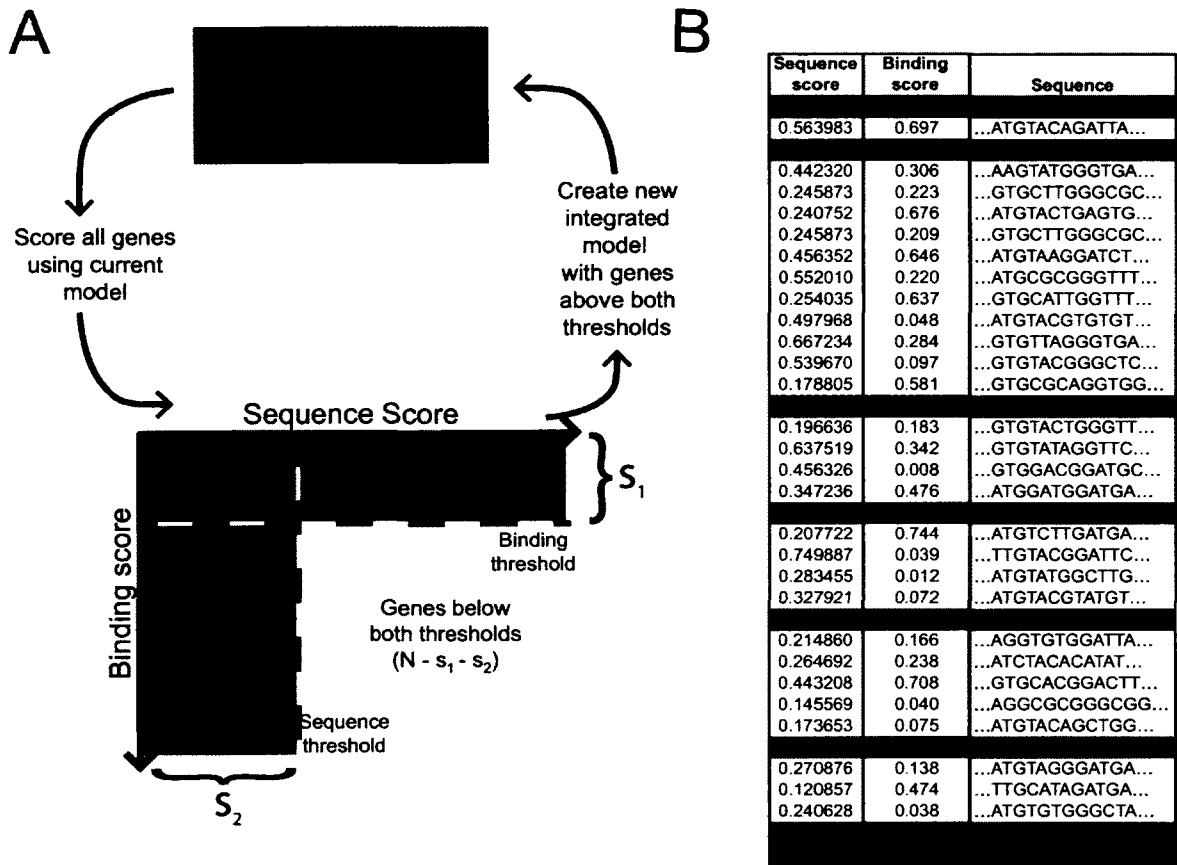 A
Score all genes
using current
model
Create new
integrated
model
with genes
above both
thresholds
Sequence Score
Binding score
S1
Binding
threshold
Genes below
both thresholds
(N - s1 - s2)
Sequence
threshold
S2
B
Sequence score Binding score Sequence
0.563983 0.697 ...ATGTACAGATTA...
0.442320 0.306 ...AAGTATGGGTGA...
0.245873 0.223 ...GTGCTTGGGCGC...
0.240752 0.676 ...ATGTACTGAGTG...
0.245873 0.209 ...GTGCTTGGGCGC...
0.456352 0.646 ...ATGTAAGGATCT...
0.552010 0.220 ...ATGCGCGGGTTT...
0.254035 0.637 ...GTGCATTGGTTT...
0.497968 0.048 ...ATGTACGTGTGT...
0.667234 0.284 ...GTGTTAGGGTGA...
0.539670 0.097 ...GTGTACGGGCTC...
0.178805 0.581 ...GTGCGCAGGTGG...
0.196636 0.183 ...GTGTACTGGGTT...
0.637519 0.342 ...GTGTATAGGTTC...
0.456326 0.008 ...GTGGACGGATGC...
0.347236 0.476 ...ATGGATGGATGA...
0.207722 0.744 ...ATGTCTTGATGA...
0.749887 0.039 ...TTGTACGGATTC...
0.283455 0.012 ...ATGTATGGCTTG...
0.327921 0.072 ...ATGTACGTATGT...
0.214860 0.166 ...AGGTGTGGATTA...
0.264692 0.238 ...ATCTACACATAT...
0.443208 0.708 ...GTGCACGGACTT...
0.145569 0.040 ...AGGCGCGGGCGG...
0.173653 0.075 ...ATGTACAGCTGG...
0.270876 0.138 ...ATGTAGGGATGA...
0.120857 0.474 ...TTGCATAGATGA...
0.240628 0.038 ...ATGTGTGGGCTA...